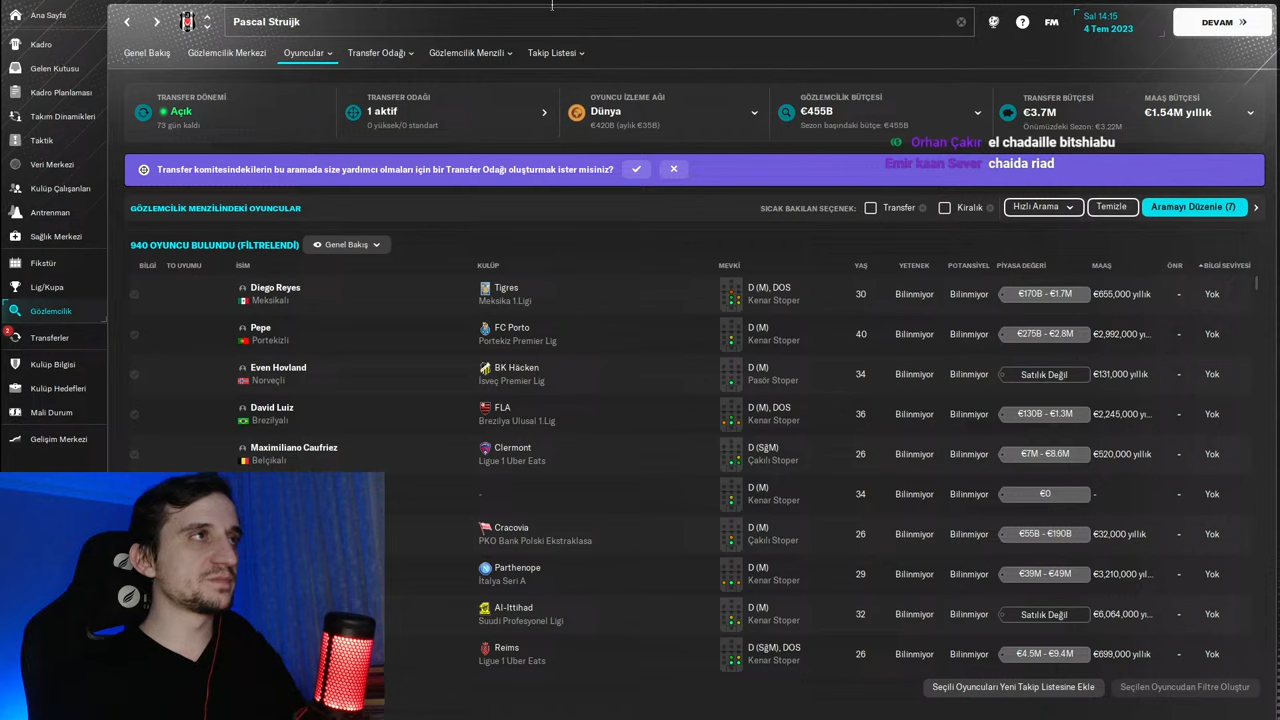 Ana Sayfa
Pascal Struijk
FM
Sal 14:15
4 Tem 2023
DEVAM
Kadro
Gelen Kutusu
Kadro Planlaması
Takım Dinamikleri
Taktik
Veri Merkezi
Kulüp Çalışanları
Antrenman
Sağlık Merkezi
Fikstür
Lig/Kupa
Gözlemcilik
2
Transferler
Kulüp Bilgisi
Kulüp Hedefleri
Mali Durum
Gelişim Merkezi
Genel Bakış Gözlemcilik Merkezi Oyuncular Transfer Odağı Gözlemcilik Menzili Takip Listesi
TRANSFER DÖNEMİ
Açık
73 gün kaldı
TRANSFER ODAĞI
1 aktif
0 yüksek/0 standart
OYUNCU İZLEME AĞI
Dünya
€420B (aylık €35B)
GÖZLEMCİLİK BÜTÇESİ
€455B
Sezon başındaki bütçe: €455B
TRANSFER BÜTÇESİ
€3.7M
Önümüzdeki Sezon: €3.22M
MAAŞ BÜTÇESİ
€1.54M yıllık
Orhan Çakır el chadaille bitshiabu
Emir kaan Sever chaida riad
Transfer komitesindekilerin bu aramada size yardımcı olmaları için bir Transfer Odağı oluşturmak ister misiniz?
GÖZLEMCİLİK MENZİLİNDEKİ OYUNCULAR
SICAK BAKILAN SEÇENEK: Transfer Kiralık Hızlı Arama Temizle Aramayı Düzenle (7)
940 OYUNCU BULUNDU (FİLTRELENDİ) Genel Bakış
BİLGİ TO UYUMU İSİM KULÜP MEVKİ YAŞ YETENEK POTANSİYEL PİYASA DEĞERİ MAAŞ ÖNR BİLGİ SEVİYESİ
Diego Reyes Tigres D (M), DOS 30 Bilinmiyor Bilinmiyor €170B - €1.7M €655,000 yıllık - Yok
Meksikalı Meksika 1.Ligi Kenar Stoper
Pepe FC Porto D (M) 40 Bilinmiyor Bilinmiyor €275B - €2.8M €2,992,000 yı... - Yok
Portekizli Portekiz Premier Lig Kenar Stoper
Even Hovland BK Häcken D (M) 34 Bilinmiyor Bilinmiyor Satılık Değil €131,000 yıllık - Yok
Norveçli İsveç Premier Lig Pasör Stoper
David Luiz FLA D (M), DOS 36 Bilinmiyor Bilinmiyor €130B - €1.3M €2,245,000 yı... - Yok
Brezilyalı Brezilya Ulusal 1.Lig Kenar Stoper
Maximiliano Caufriez Clermont D (SğM) 26 Bilinmiyor Bilinmiyor €7M - €8.6M €520,000 yıllık - Yok
Belçikalı Ligue 1 Uber Eats Çakılı Stoper
- D (M) 34 Bilinmiyor Bilinmiyor €0 - - Yok
Kenar Stoper
Cracovia D (M) 26 Bilinmiyor Bilinmiyor €55B - €190B €32,000 yıllık - Yok
PKO Bank Polski Ekstraklasa Çakılı Stoper
Parthenope D (M) 29 Bilinmiyor Bilinmiyor €39M - €49M €3,210,000 yıl... - Yok
İtalya Seri A Kenar Stoper
Al-Ittihad D (M) 32 Bilinmiyor Bilinmiyor Satılık Değil €6,064,000 yıl... - Yok
Suudi Profesyonel Ligi Kenar Stoper
Reims D (SğM), DOS 26 Bilinmiyor Bilinmiyor €4.5M - €9.4M €699,000 yıllık - Yok
Ligue 1 Uber Eats Kenar Stoper
Seçili Oyuncuları Yeni Takip Listesine Ekle Seçilen Oyuncudan Filtre Oluştur